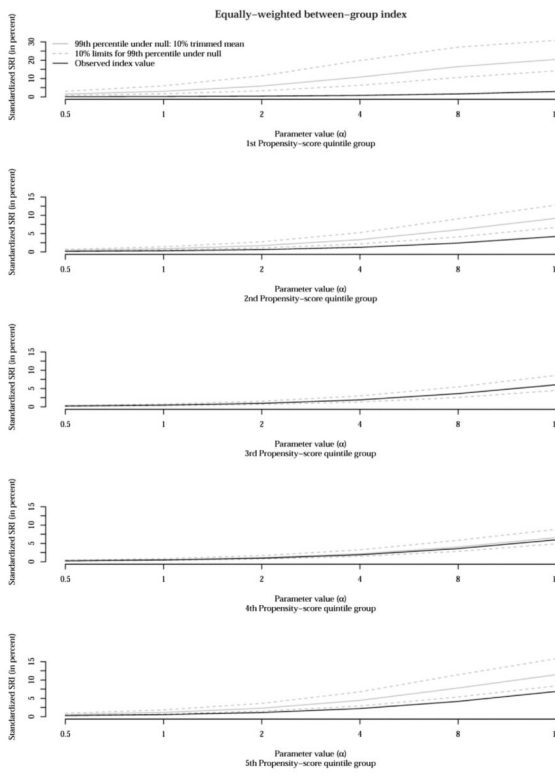 Equally–weighted between–group index
Standardized SRI (in percent)
30
20
10
0
99th percentile under null: 10% trimmed mean
10% limits for 99th percentile under null
Observed index value
0.5 1 2 4 8 1
Parameter value (α)
1st Propensity–score quintile group
Standardized SRI (in percent)
15
10
5
0
0.5 1 2 4 8 1
Parameter value (α)
2nd Propensity–score quintile group
Standardized SRI (in percent)
15
10
5
0
0.5 1 2 4 8 1
Parameter value (α)
3rd Propensity–score quintile group
Standardized SRI (in percent)
15
10
5
0
0.5 1 2 4 8 1
Parameter value (α)
4th Propensity–score quintile group
Standardized SRI (in percent)
15
10
5
0
0.5 1 2 4 8 1
Parameter value (α)
5th Propensity–score quintile group